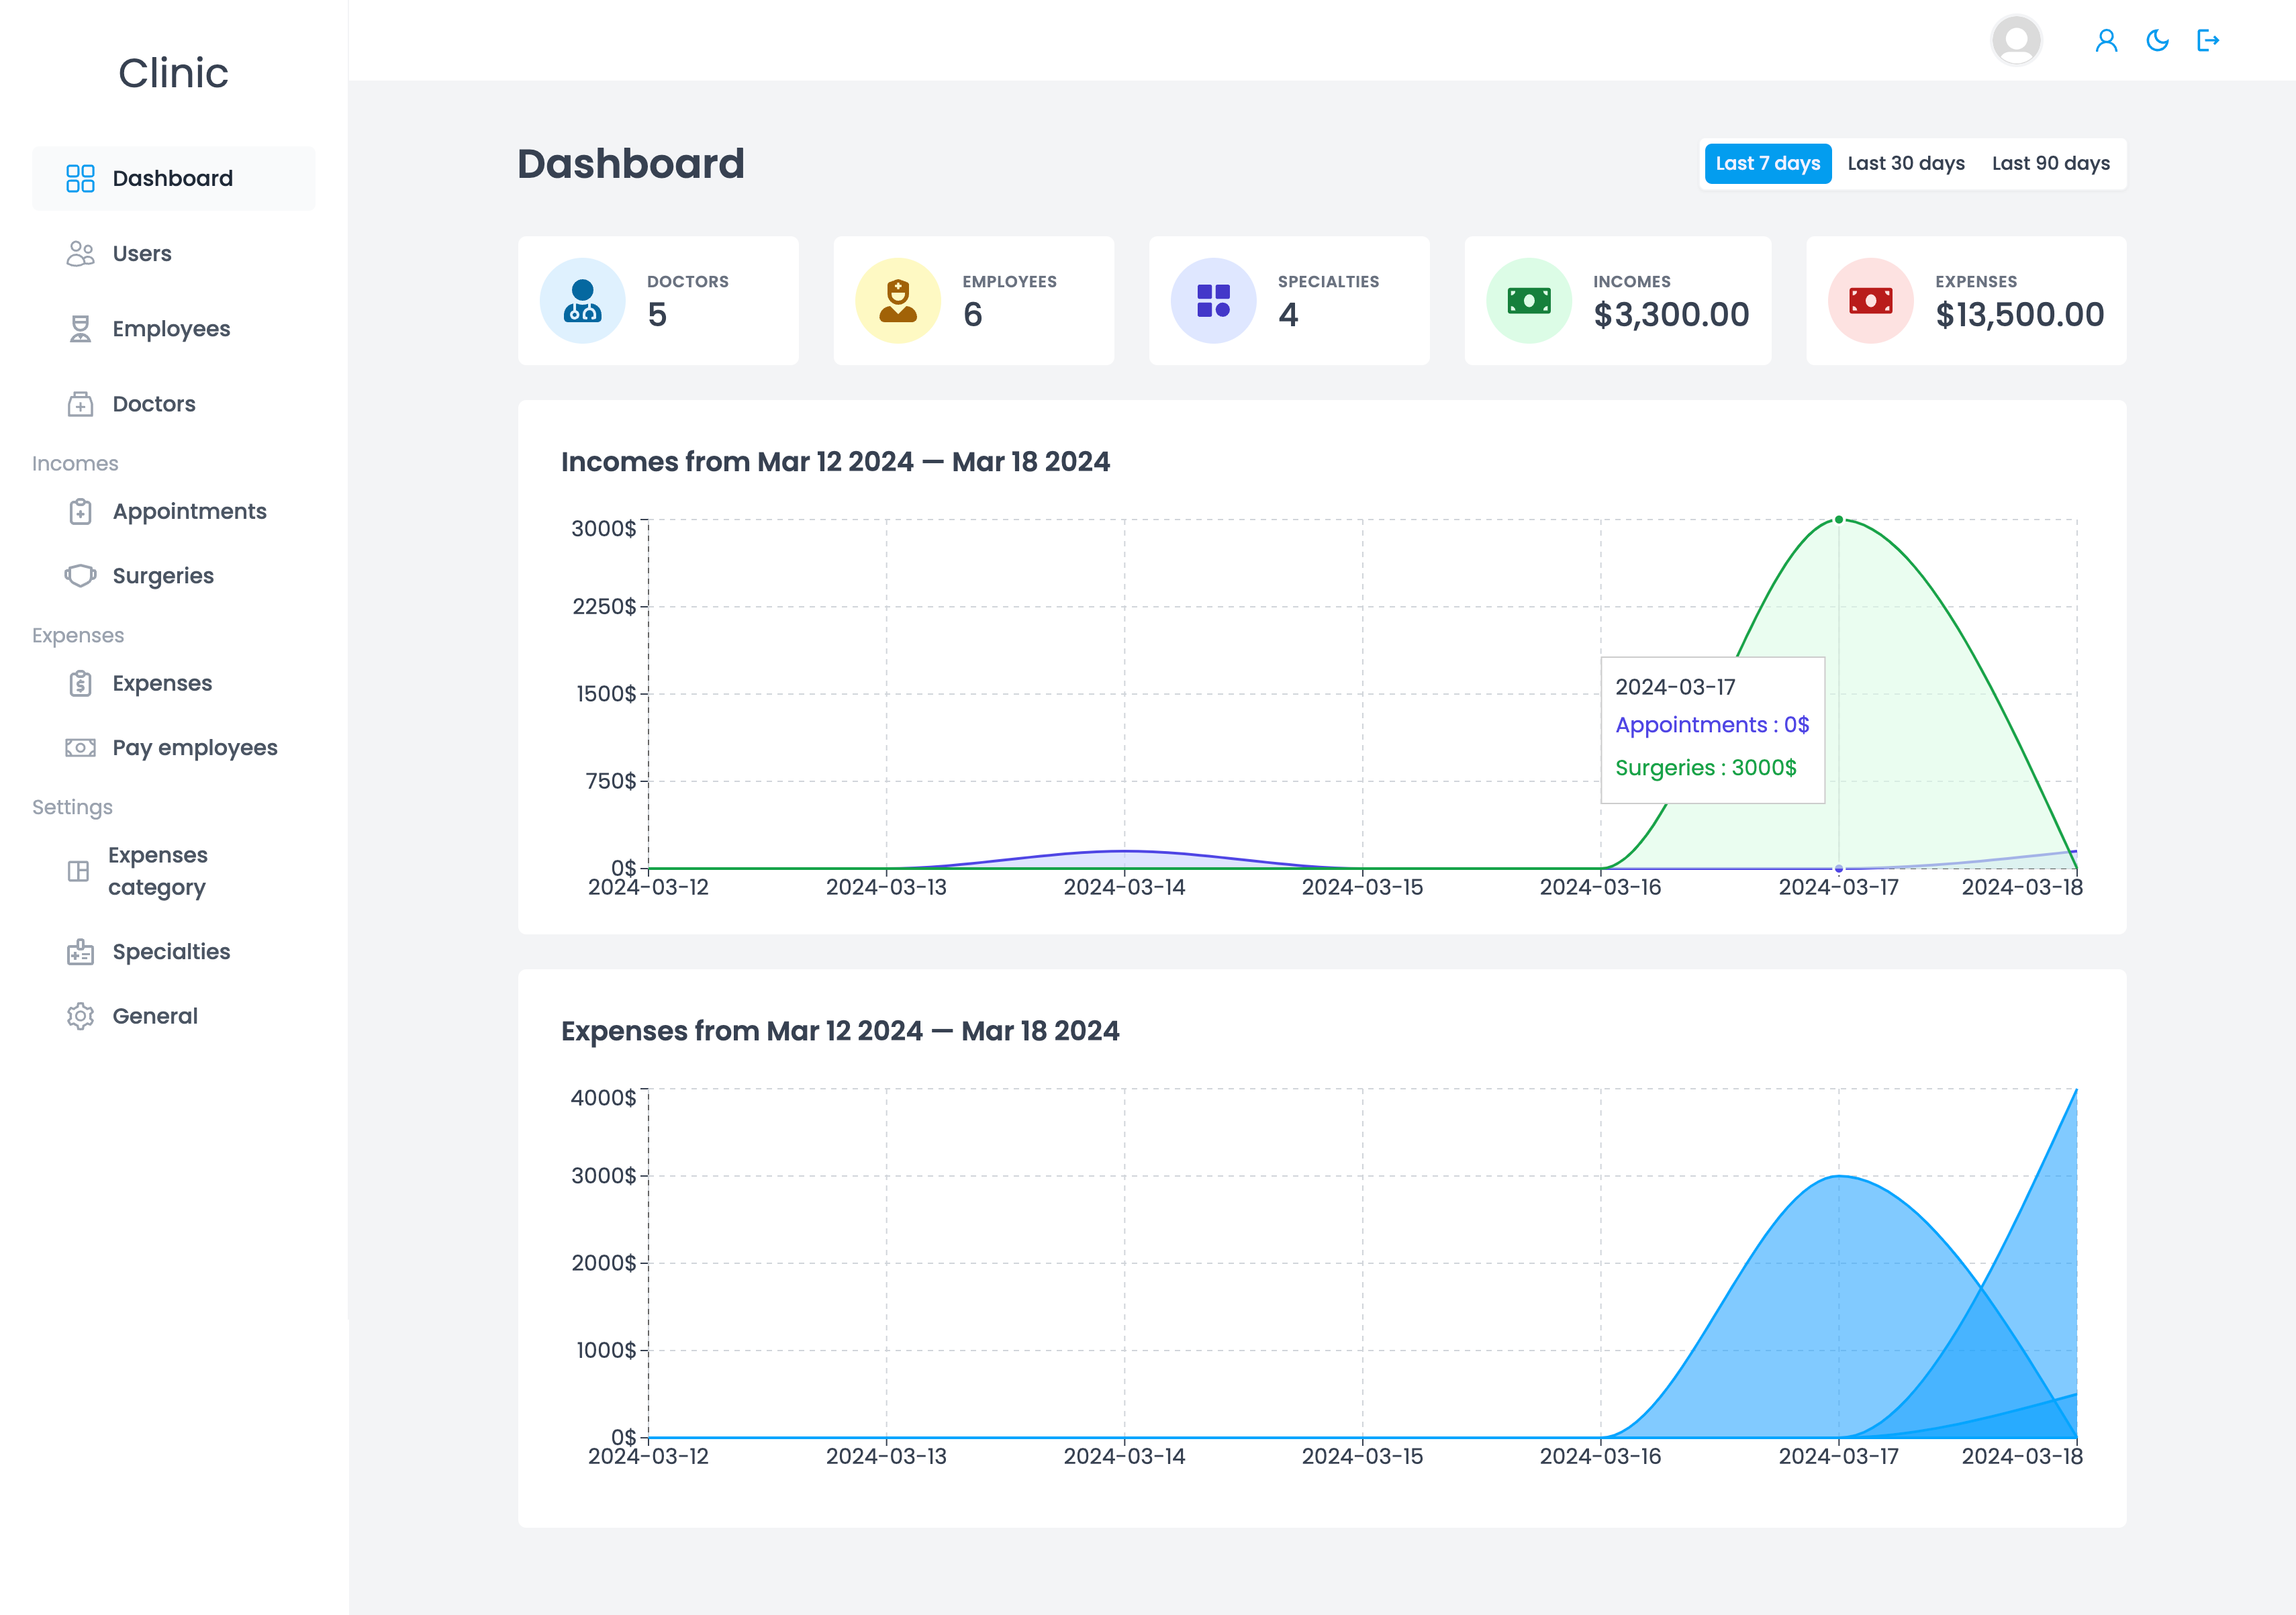 Clinic
Dashboard
Users
Employees
Doctors
Incomes
Appointments
Surgeries
Expenses
Expenses
Pay employees
Settings
Expenses
category
Specialties
General
Dashboard
Last 7 days Last 30 days Last 90 days
DOCTORS
5
EMPLOYEES
6
SPECIALTIES
4
INCOMES
$3,300.00
EXPENSES
$13,500.00
Incomes from Mar 12 2024 — Mar 18 2024
3000$
2250$
1500$
750$
0$
2024-03-17
Appointments : 0$
Surgeries : 3000$
2024-03-12 2024-03-13 2024-03-14 2024-03-15 2024-03-16 2024-03-17 2024-03-18
Expenses from Mar 12 2024 — Mar 18 2024
4000$
3000$
2000$
1000$
0$
2024-03-12 2024-03-13 2024-03-14 2024-03-15 2024-03-16 2024-03-17 2024-03-18